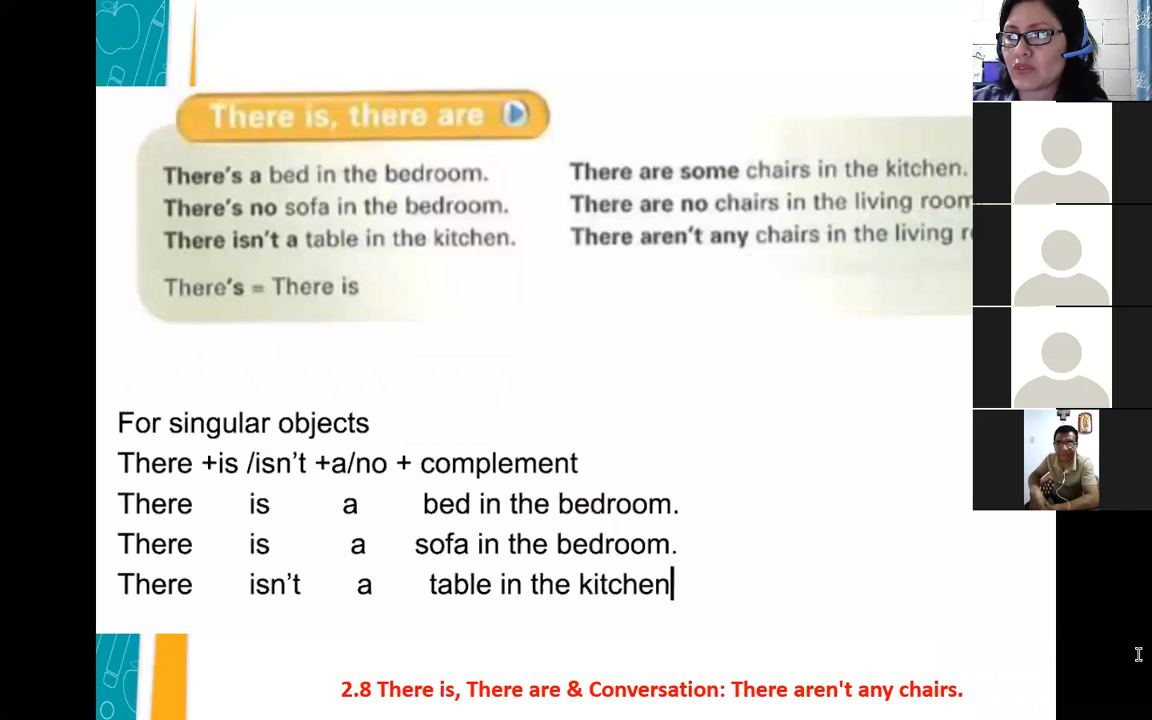 There is, there are
There's a bed in the bedroom.
There's no sofa in the bedroom.
There isn't a table in the kitchen.
There's = There is
There are some chairs in the kitchen.
There are no chairs in the living room
There aren't any chairs in the living
For singular objects
There +is /isn't +a/no + complement
There is a bed in the bedroom.
There is a sofa in the bedroom.
There isn't a table in the kitchen
2.8 There is, There are & Conversation: There aren't any chairs.